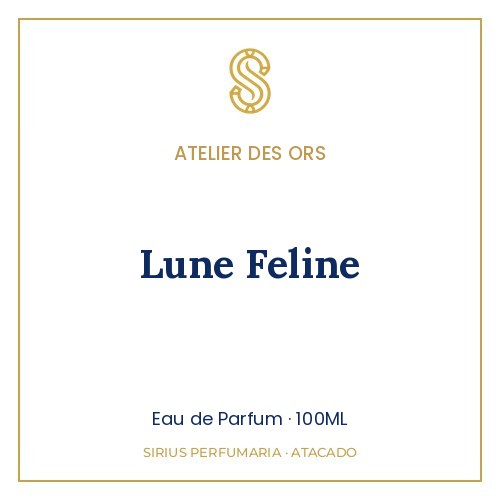 ATELIER DES ORS
Lune Feline
Eau de Parfum · 100ML
SIRIUS PERFUMARIA · ATACADO